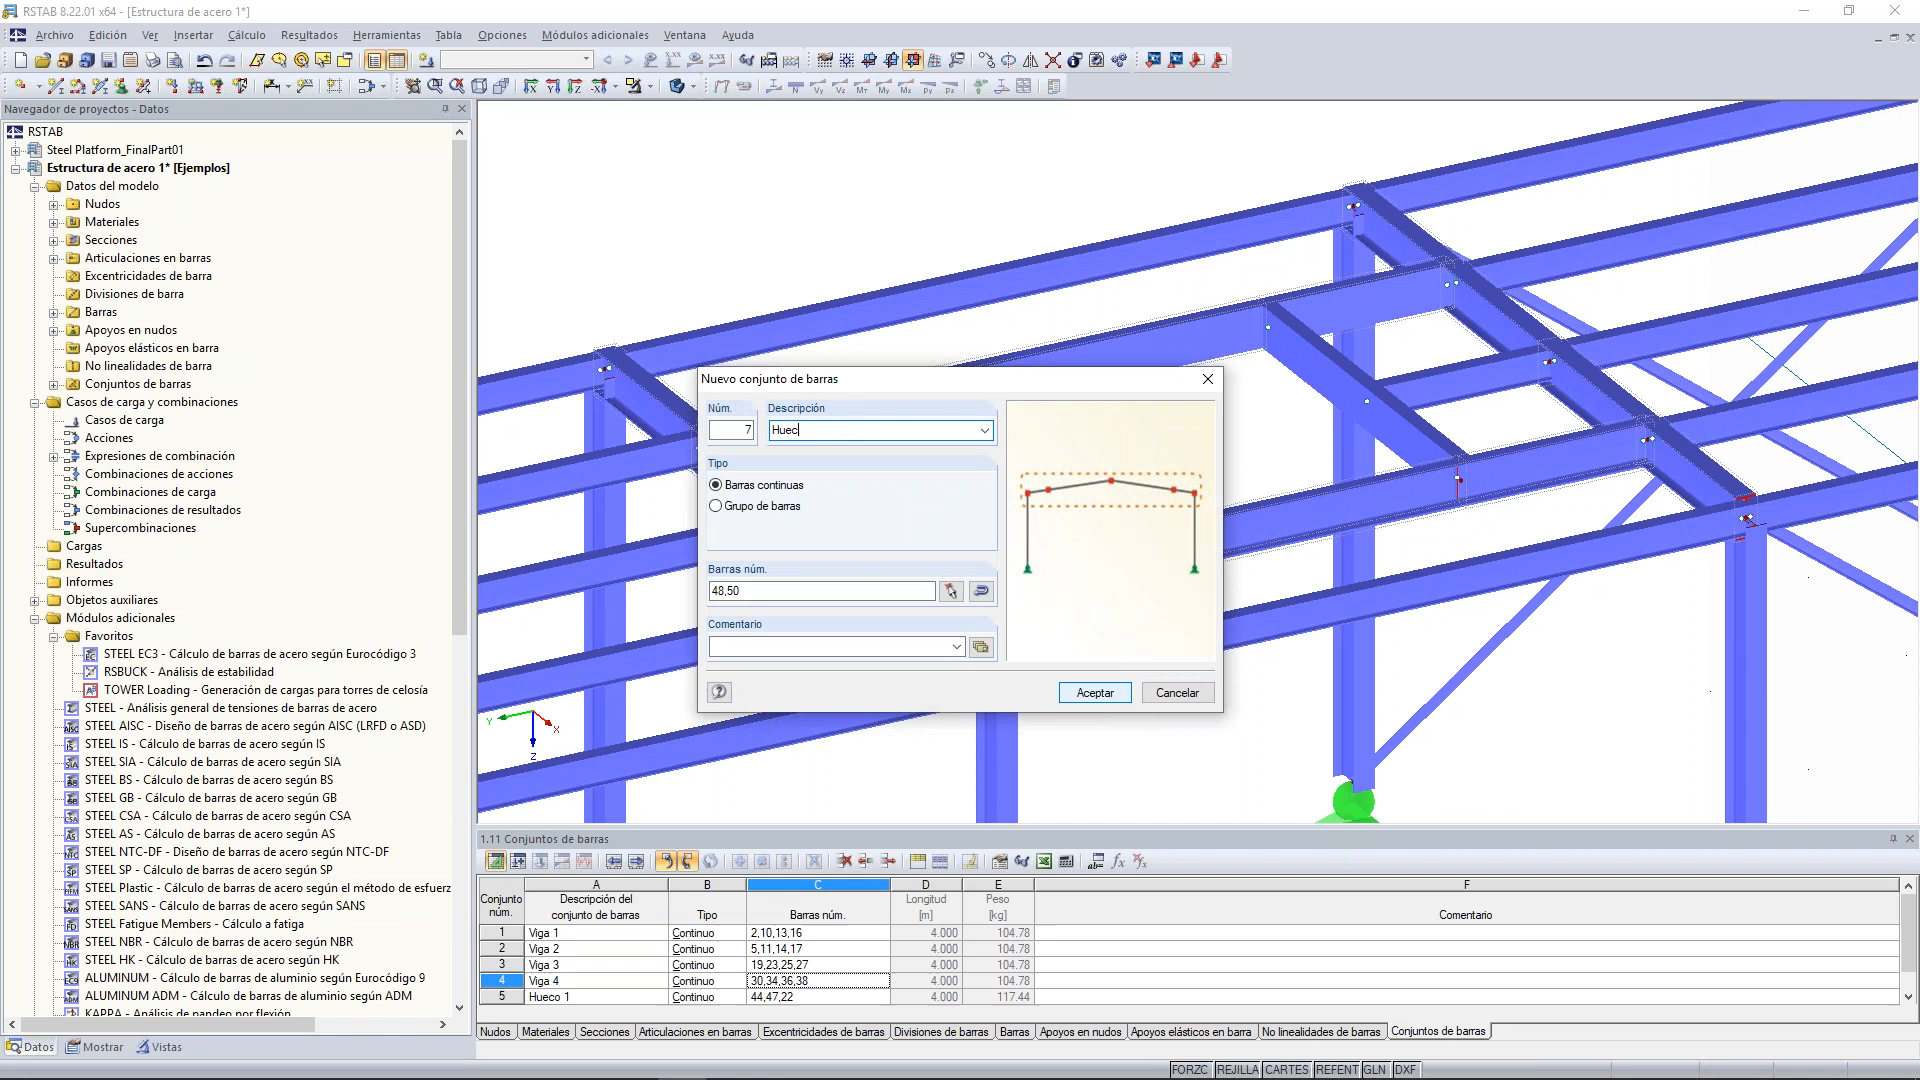 RSTAB 8.22.01 x64 - [Estructura de acero 1*]
Archivo Edición Ver Insertar Cálculo Resultados Herramientas Tabla Opciones Módulos adicionales Ventana Ayuda
Navegador de proyectos - Datos
RSTAB
Steel Platform_FinalPart01
Estructura de acero 1* [Ejemplos]
Datos del modelo
Nudos
Materiales
Secciones
Articulaciones en barras
Excentricidades de barra
Divisiones de barra
Barras
Apoyos en nudos
Apoyos elásticos en barra
No linealidades de barra
Conjuntos de barras
Casos de carga y combinaciones
Casos de carga
Acciones
Expresiones de combinación
Combinaciones de acciones
Combinaciones de carga
Combinaciones de resultados
Supercombinaciones
Cargas
Resultados
Informes
Objetos auxiliares
Módulos adicionales
Favoritos
STEEL EC3 - Cálculo de barras de acero según Eurocódigo 3
RSBUCK - Análisis de estabilidad
TOWER Loading - Generación de cargas para torres de celosía
STEEL - Análisis general de tensiones de barras de acero
STEEL AISC - Diseño de barras de acero según AISC (LRFD o ASD)
STEEL IS - Cálculo de barras de acero según IS
STEEL SIA - Cálculo de barras de acero según SIA
STEEL BS - Cálculo de barras de acero según BS
STEEL GB - Cálculo de barras de acero según GB
STEEL CSA - Cálculo de barras de acero según CSA
STEEL AS - Cálculo de barras de acero según AS
STEEL NTC-DF - Diseño de barras de acero según NTC-DF
STEEL SP - Cálculo de barras de acero según SP
STEEL Plastic - Cálculo de barras de acero según el método de esfuerz
STEEL SANS - Cálculo de barras de acero según SANS
STEEL Fatigue Members - Cálculo a fatiga
STEEL NBR - Cálculo de barras de acero según NBR
STEEL HK - Cálculo de barras de acero según HK
ALUMINUM - Cálculo de barras de aluminio según Eurocódigo 9
ALUMINUM ADM - Cálculo de barras de aluminio según ADM
KAPPA - Análisis de pandeo por flexión
Datos Mostrar Vistas
Y X
Z
Nuevo conjunto de barras
Núm. Descripción
7 Huec
Tipo
Barras continuas
Grupo de barras
Barras núm.
48,50
Comentario
Aceptar Cancelar
1.11 Conjuntos de barras
A B C D E F
Conjunto Descripción del Longitud Peso
núm. conjunto de barras Tipo Barras núm. [m] [kg] Comentario
1 Viga 1 Continuo 2,10,13,16 4.000 104.78
2 Viga 2 Continuo 5,11,14,17 4.000 104.78
3 Viga 3 Continuo 19,23,25,27 4.000 104.78
4 Viga 4 Continuo 30,34,36,38 4.000 104.78
5 Hueco 1 Continuo 44,47,22 4.000 117.44
Nudos Materiales Secciones Articulaciones en barras Excentricidades de barras Divisiones de barras Barras Apoyos en nudos Apoyos elásticos en barra No linealidades de barras Conjuntos de barras
FORZC REJILLA CARTES REFENT GLN DXF